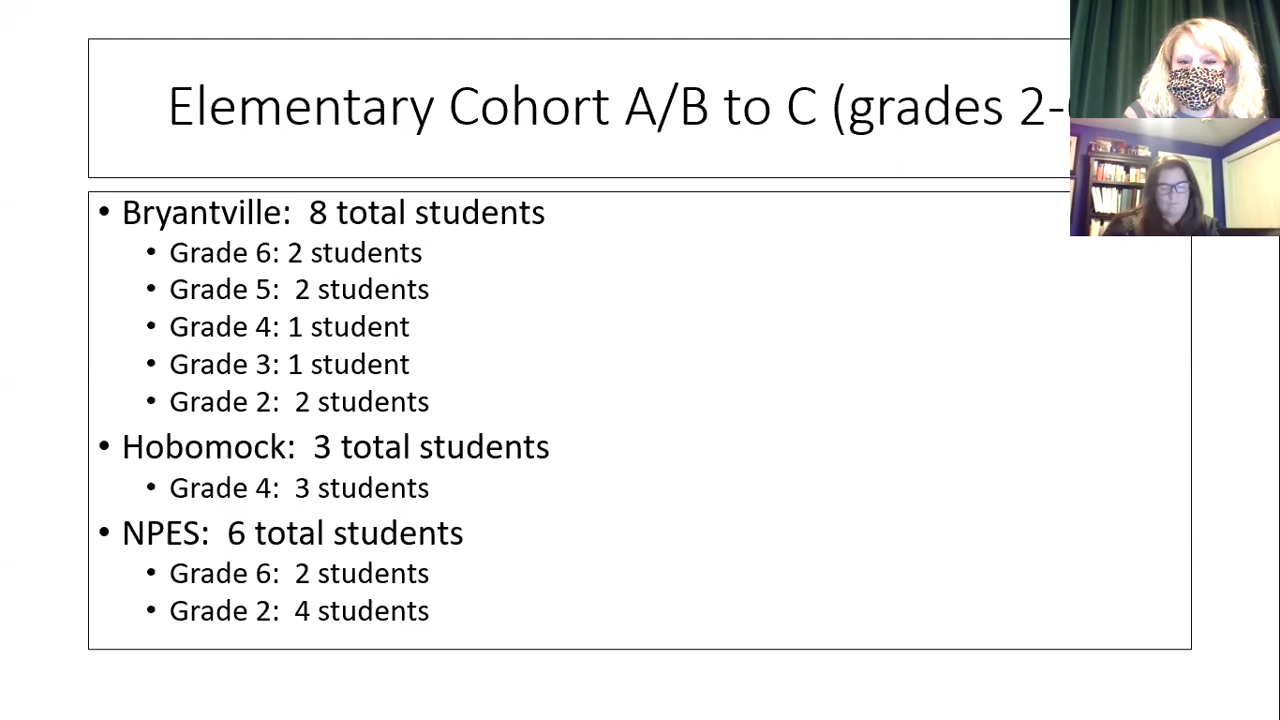 Elementary Cohort A/B to C (grades 2-
• Bryantville:  8 total students
• Grade 6: 2 students
• Grade 5:  2 students
• Grade 4: 1 student
• Grade 3: 1 student
• Grade 2:  2 students
• Hobomock:  3 total students
• Grade 4:  3 students
• NPES:  6 total students
• Grade 6:  2 students
• Grade 2:  4 students